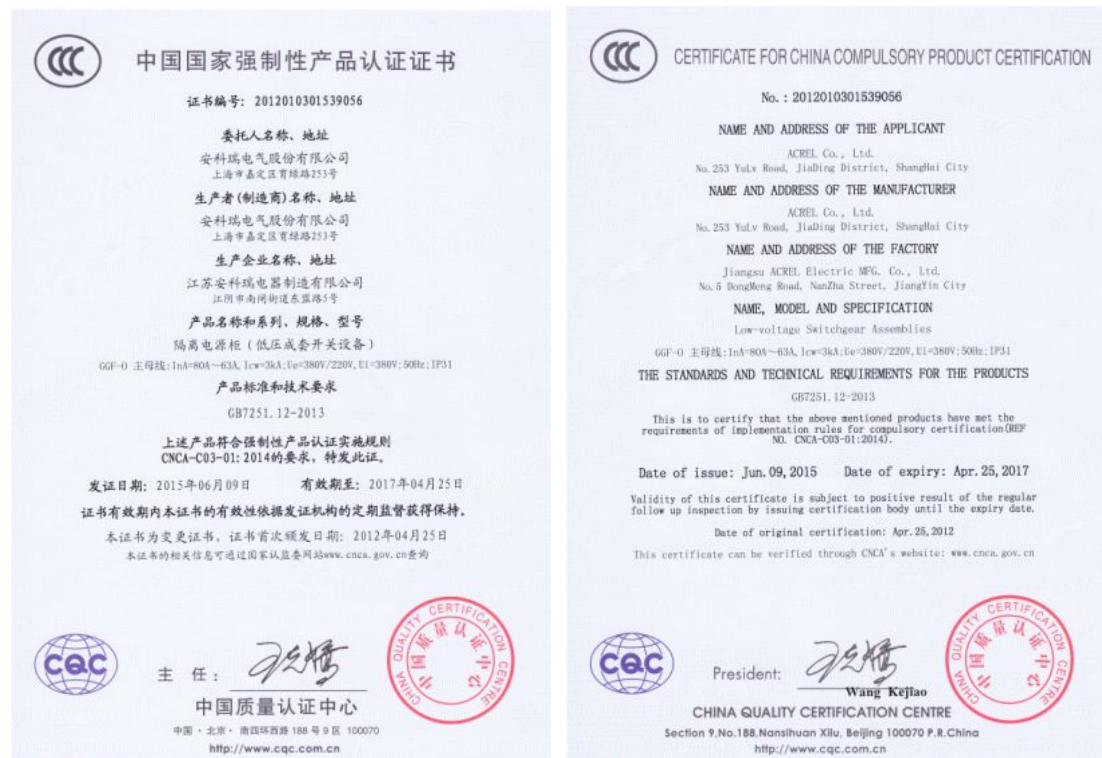 CCC
中国国家强制性产品认证证书
证书编号: 2012010301539056
委托人名称、地址
安科瑞电气股份有限公司
上海市嘉定区育绿路253号
生产者(制造商)名称、地址
安科瑞电气股份有限公司
上海市嘉定区育绿路253号
生产企业名称、地址
江苏安科瑞电器制造有限公司
江阴市南闸街道东盟路5号
产品名称和系列、规格、型号
隔离电源柜(低压成套开关设备)
GGF-O 主母线:InA=80A~63A,Icw=3kA;Ue=380V/220V,Ui=380V;50Hz;IP31
产品标准和技术要求
GB7251.12-2013
上述产品符合强制性产品认证实施规则
CNCA-C03-01:2014的要求，特发此证。
发证日期: 2015年06月09日 有效期至: 2017年04月25日
证书有效期内本证书的有效性依据发证机构的定期监督获得保持。
本证书为变更证书，证书首次颁发日期: 2012年04月25日
本证书的相关信息可通过国家认监委网站www.cnca.gov.cn查询
CQC
主 任:
CHINA QUALITY CERTIFICATION CENTRE
中国质量认证中心
中国质量认证中心
中国·北京·南四环西路 188 号 9 区 100070
http://www.cqc.com.cn
CCC
CERTIFICATE FOR CHINA COMPULSORY PRODUCT CERTIFICATION
No.: 2012010301539056
NAME AND ADDRESS OF THE APPLICANT
ACREL Co., Ltd.
No.253 YuLv Road, JiaDing District, ShangHai City
NAME AND ADDRESS OF THE MANUFACTURER
ACREL Co., Ltd.
No.253 YuLv Road, JiaDing District, ShangHai City
NAME AND ADDRESS OF THE FACTORY
Jiangsu ACREL Electric MFG. Co., Ltd.
No.5 DongMeng Road, NanZha Street, JiangYin City
NAME, MODEL AND SPECIFICATION
Low-voltage Switchgear Assemblies
GGF-O 主母线:InA=80A~63A,Icw=3kA;Ue=380V/220V,Ui=380V;50Hz;IP31
THE STANDARDS AND TECHNICAL REQUIREMENTS FOR THE PRODUCTS
GB7251.12-2013
This is to certify that the above mentioned products have met the
requirements of implementation rules for compulsory certification(REF
NO. CNCA-C03-01:2014).
Date of issue: Jun.09,2015 Date of expiry: Apr.25,2017
Validity of this certificate is subject to positive result of the regular
follow up inspection by issuing certification body until the expiry date.
Date of original certification: Apr.25,2012
This certificate can be verified through CNCA's website: www.cnca.gov.cn
CQC
President:
Wang Kejiao
CHINA QUALITY CERTIFICATION CENTRE
中国质量认证中心
CHINA QUALITY CERTIFICATION CENTRE
Section 9,No.188,Nansihuan Xilu, Beijing 100070 P.R.China
http://www.cqc.com.cn